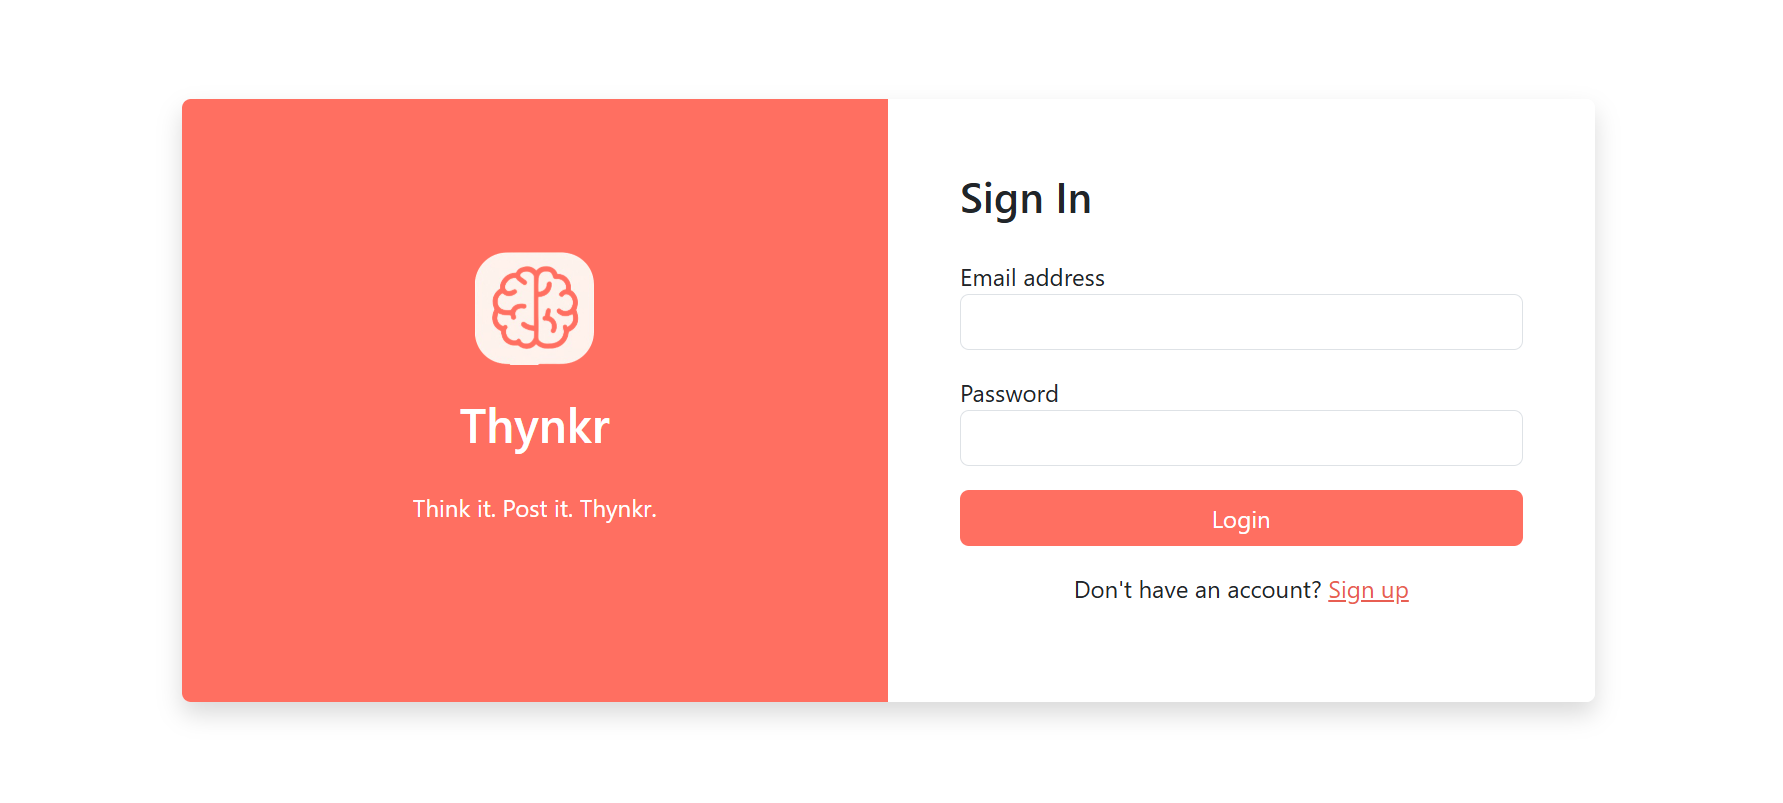 Thynkr
Think it. Post it. Thynkr.
Sign In
Email address
Password
Login
Don't have an account? Sign up